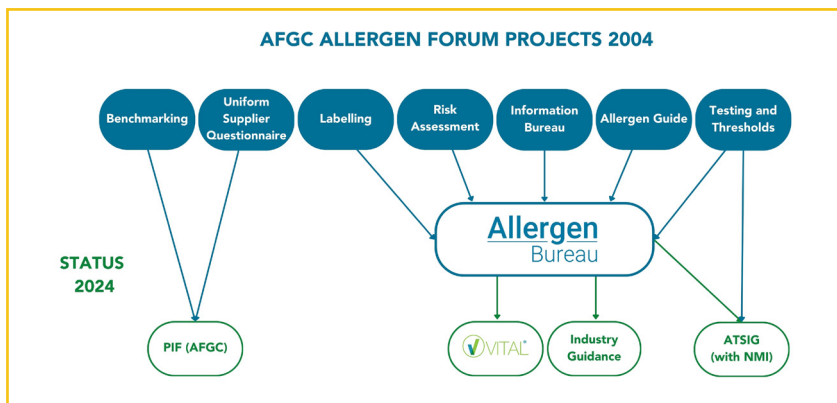 AFGC ALLERGEN FORUM PROJECTS 2004
Benchmarking
Uniform
Supplier
Questionnaire
Labelling
Risk
Assessment
Information
Bureau
Allergen Guide
Testing and
Thresholds
Allergen
Bureau
STATUS
2024
PIF (AFGC)
VITAL®
Industry
Guidance
ATSIG
(with NMI)